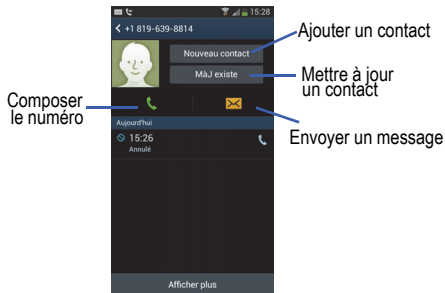 15:28
+1 819-639-8814
Nouveau contact
MàJ existe
Ajouter un contact
Mettre à jour
un contact
Composer
le numéro
Envoyer un message
Aujourd'hui
15:26
Annulé
Afficher plus